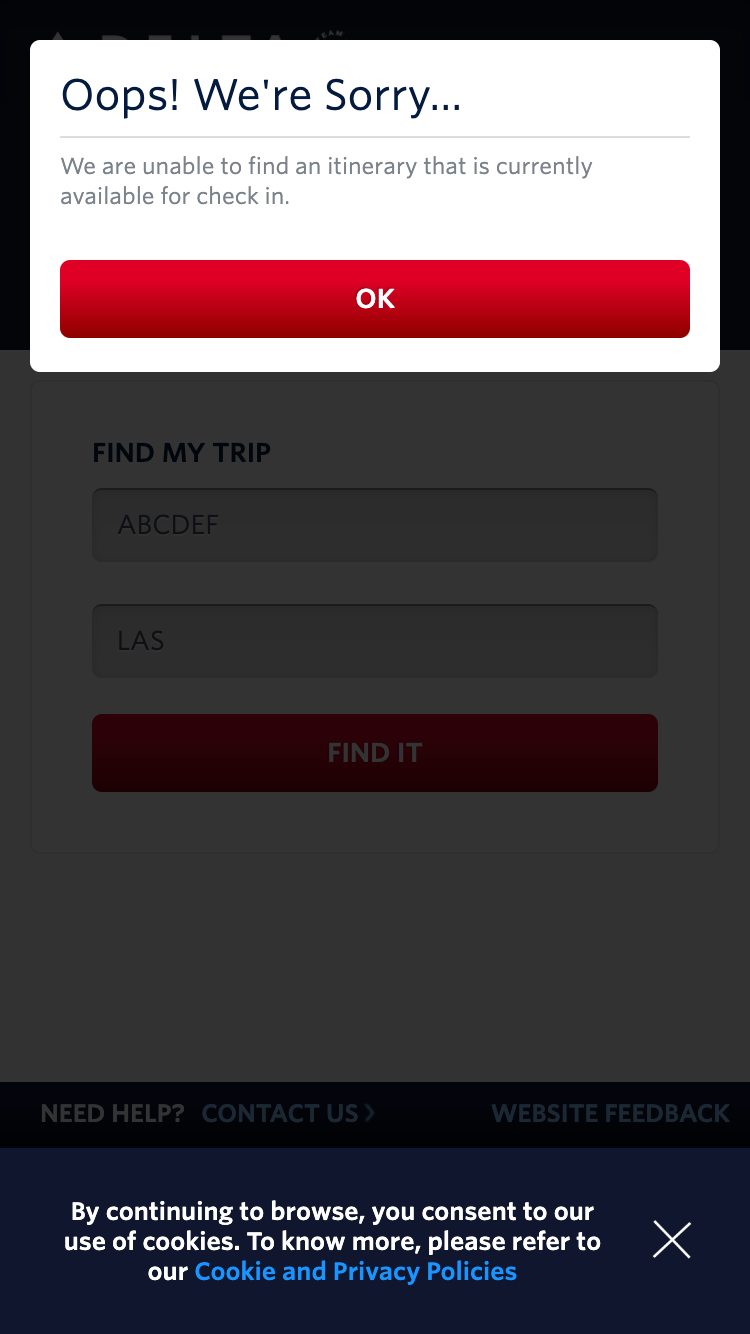 DELTA
Oops! We're Sorry...
We are unable to find an itinerary that is currently
available for check in.
OK
FIND MY TRIP
ABCDEF
LAS
FIND IT
NEED HELP? CONTACT US WEBSITE FEEDBACK
By continuing to browse, you consent to our
use of cookies. To know more, please refer to
our Cookie and Privacy Policies